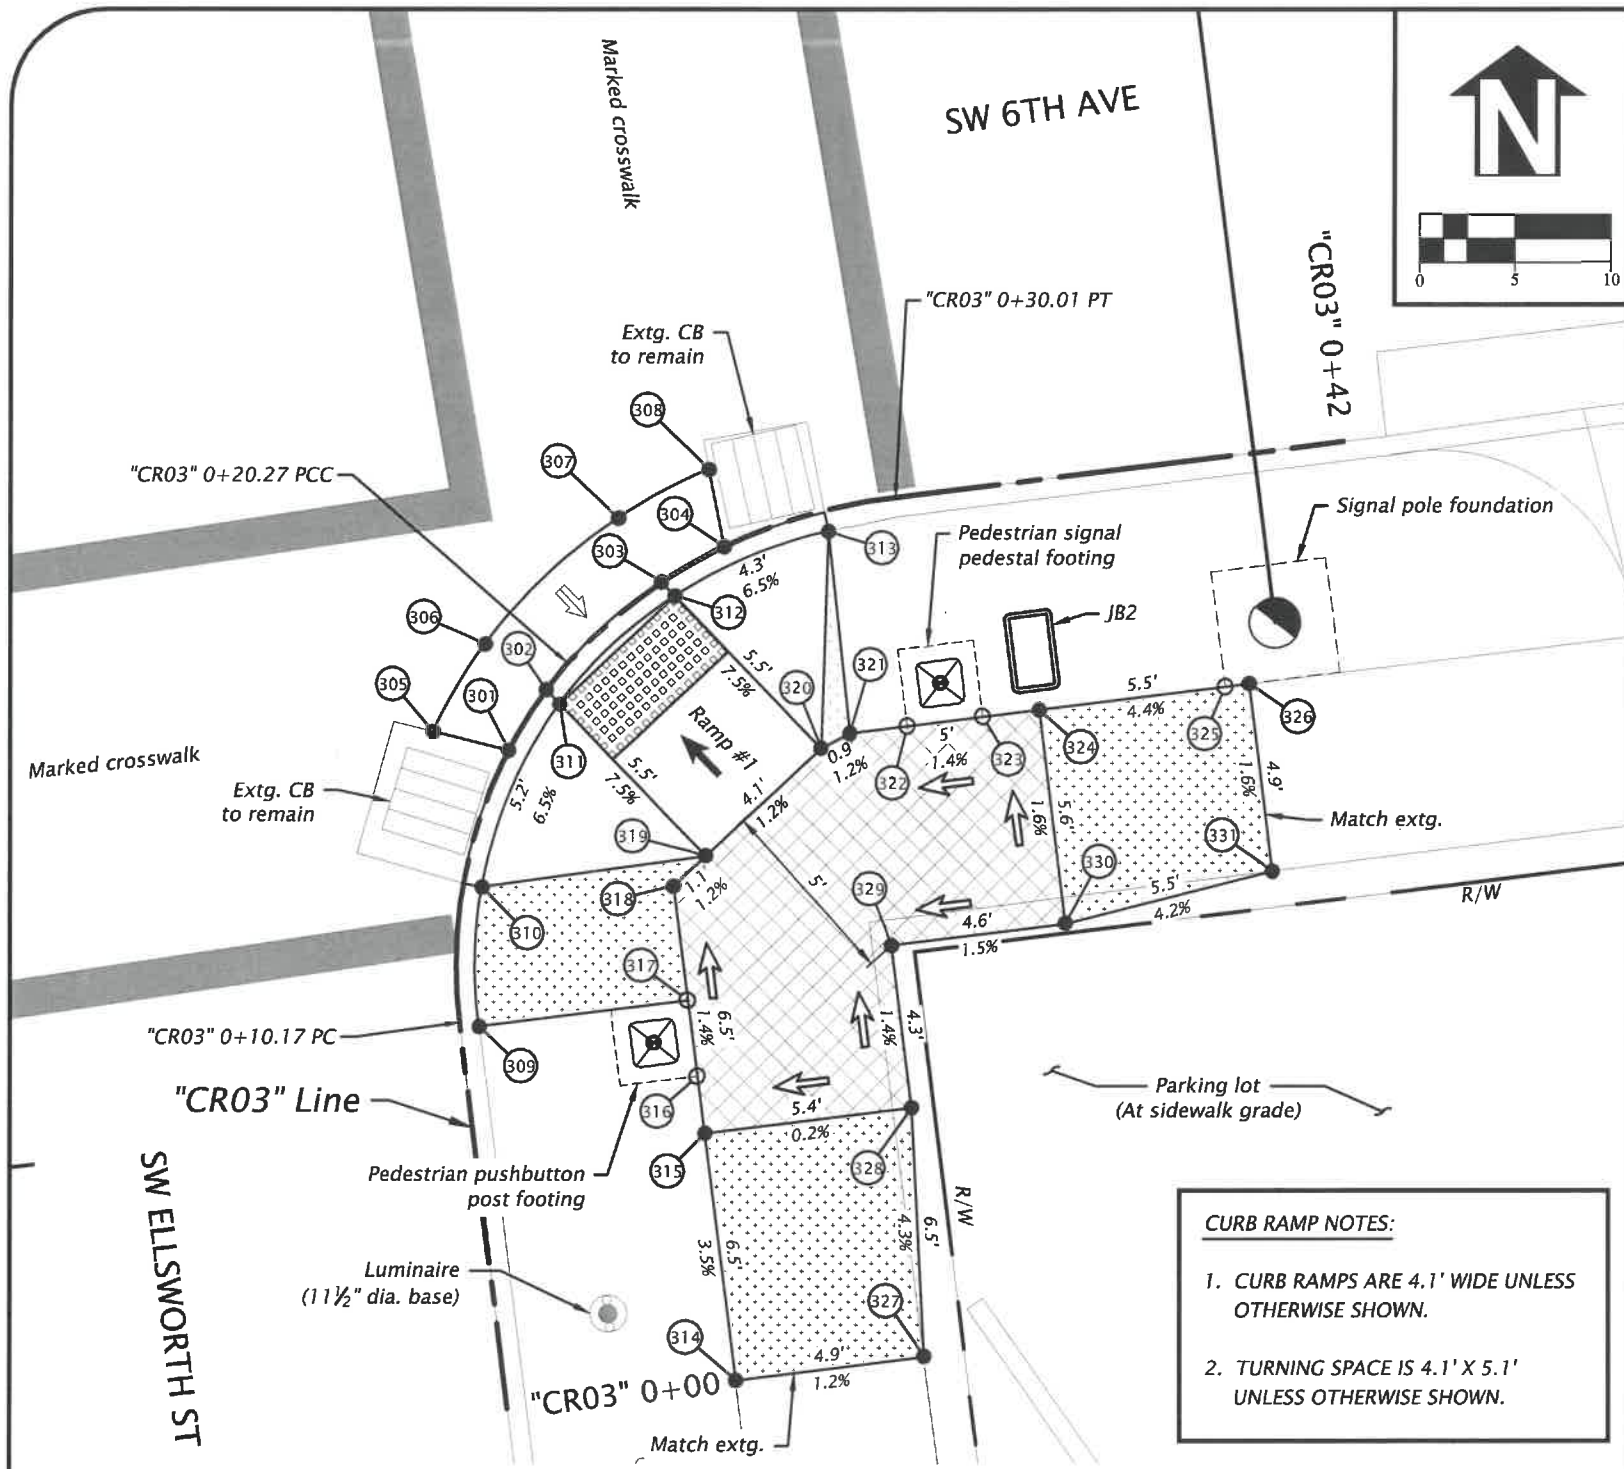 Marked crosswalk
SW 6TH AVE
N
0 5 10
"CR03" 0+42
"CR03" 0+30.01 PT
Extg. CB
to remain
308
307
"CR03" 0+20.27 PCC
304
303
313
312
4.3'
6.5%
Pedestrian signal
pedestal footing
Signal pole foundation
JB2
306
302
305
301
311
5.5'
7.5%
320
321
Ramp #1
5.5'
7.5%
4.1'
1.2%
0.9'
1.2%
322
5'
1.4%
323
324
5.5'
4.4%
325
326
Marked crosswalk
Extg. CB
to remain
5.2'
6.5%
319
318
1.1'
1.2%
5'
1.6%
5.6'
4.9'
1.6%
Match extg.
331
330
329
5.5'
4.2%
4.6'
1.5%
R/W
310
317
309
"CR03" 0+10.17 PC
"CR03" Line
6.5'
1.4%
1.4%
4.3'
316
5.4'
0.2%
315
328
Parking lot
(At sidewalk grade)
Pedestrian pushbutton
post footing
SW ELLSWORTH ST
R/W
Luminaire
(11½" dia. base)
3.5%
6.5'
4.3%
6.5'
327
314
4.9'
1.2%
"CR03" 0+00
Match extg.
CURB RAMP NOTES:
1. CURB RAMPS ARE 4.1' WIDE UNLESS
OTHERWISE SHOWN.
2. TURNING SPACE IS 4.1' X 5.1'
UNLESS OTHERWISE SHOWN.